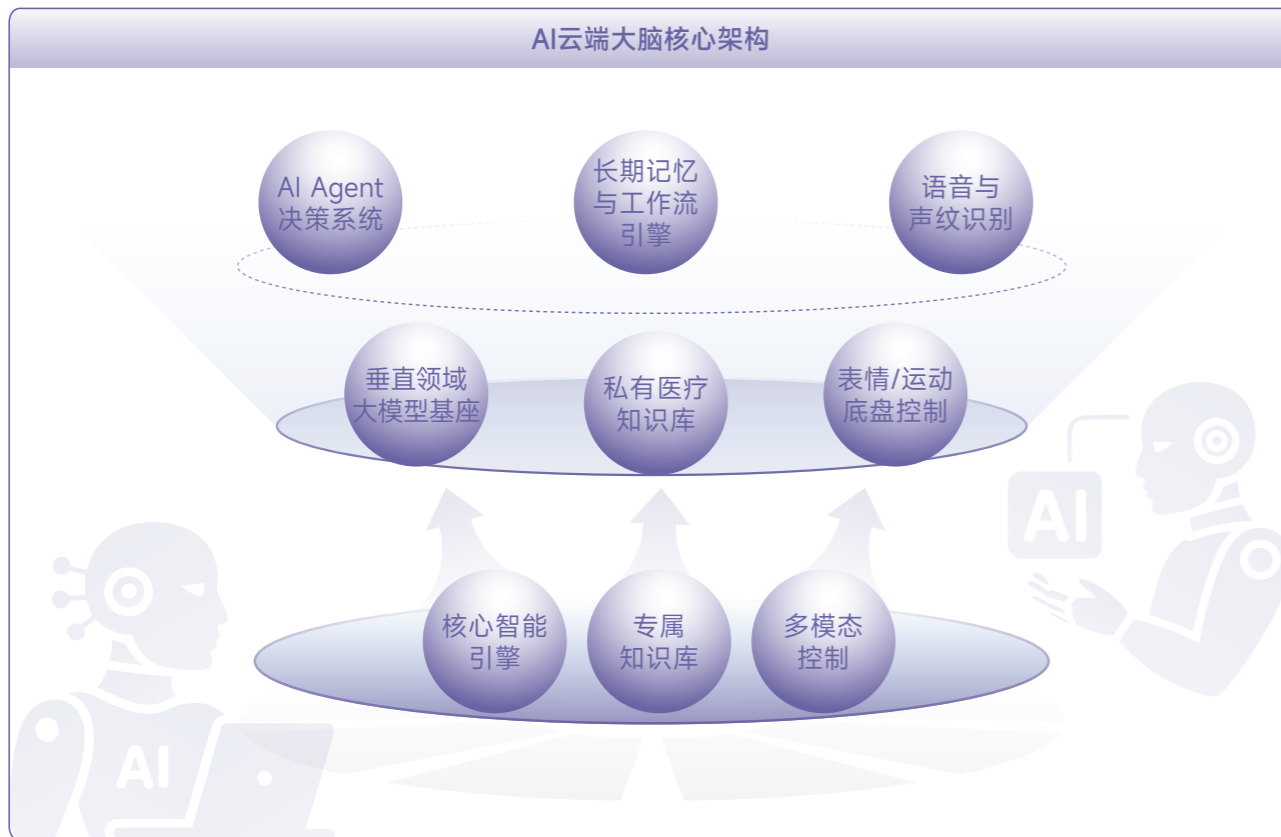 AI云端大脑核心架构
AI Agent
决策系统
长期记忆
与工作流
引擎
语音与
声纹识别
垂直领域
大模型基座
私有医疗
知识库
表情/运动
底盘控制
AI
核心智能
引擎
专属
知识库
多模态
控制
AI